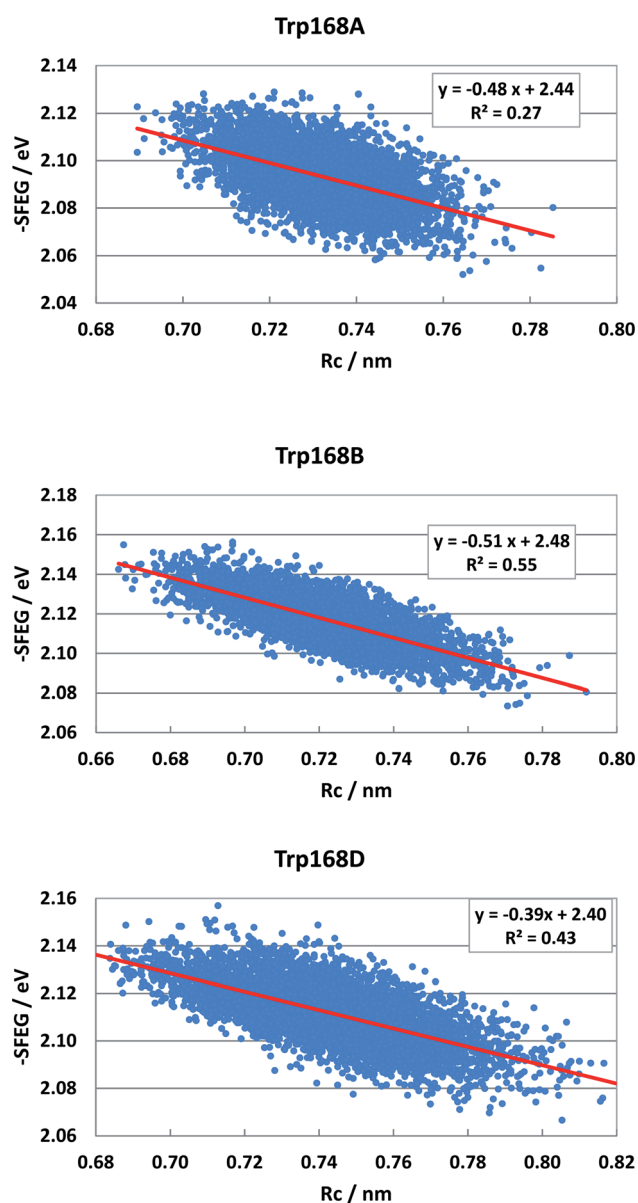 Trp168A
-SFEG / eV
2.14
2.12
2.10
2.08
2.06
2.04
y = -0.48 x + 2.44
R² = 0.27
0.68 0.70 0.72 0.74 0.76 0.78 0.80
Rc / nm
Trp168B
-SFEG / eV
2.18
2.16
2.14
2.12
2.10
2.08
2.06
y = -0.51 x + 2.48
R² = 0.55
0.66 0.68 0.70 0.72 0.74 0.76 0.78 0.80
Rc / nm
Trp168D
-SFEG / eV
2.16
2.14
2.12
2.10
2.08
2.06
y = -0.39x + 2.40
R² = 0.43
0.68 0.70 0.72 0.74 0.76 0.78 0.80 0.82
Rc / nm